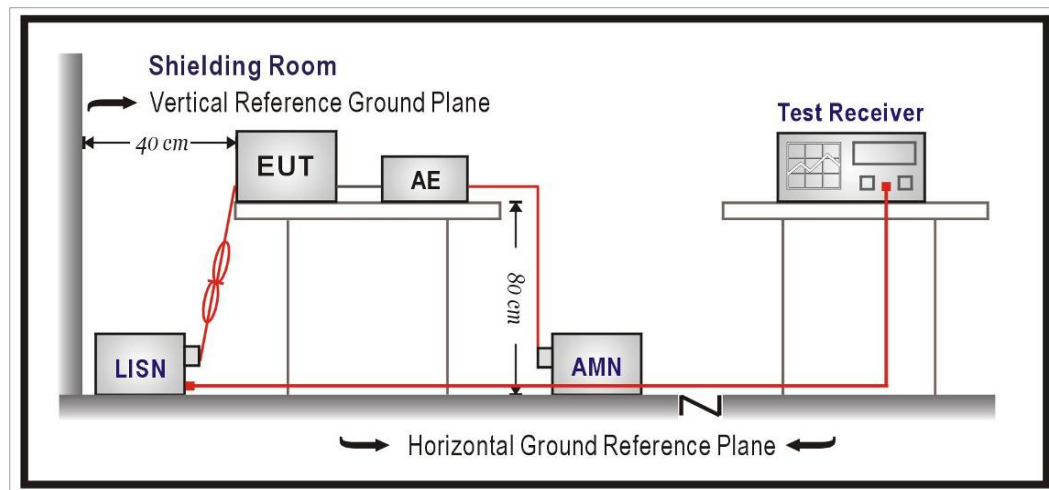 Shielding Room
Vertical Reference Ground Plane
Test Receiver
40 cm
EUT
AE
80 cm
LISN
AMN
Horizontal Ground Reference Plane